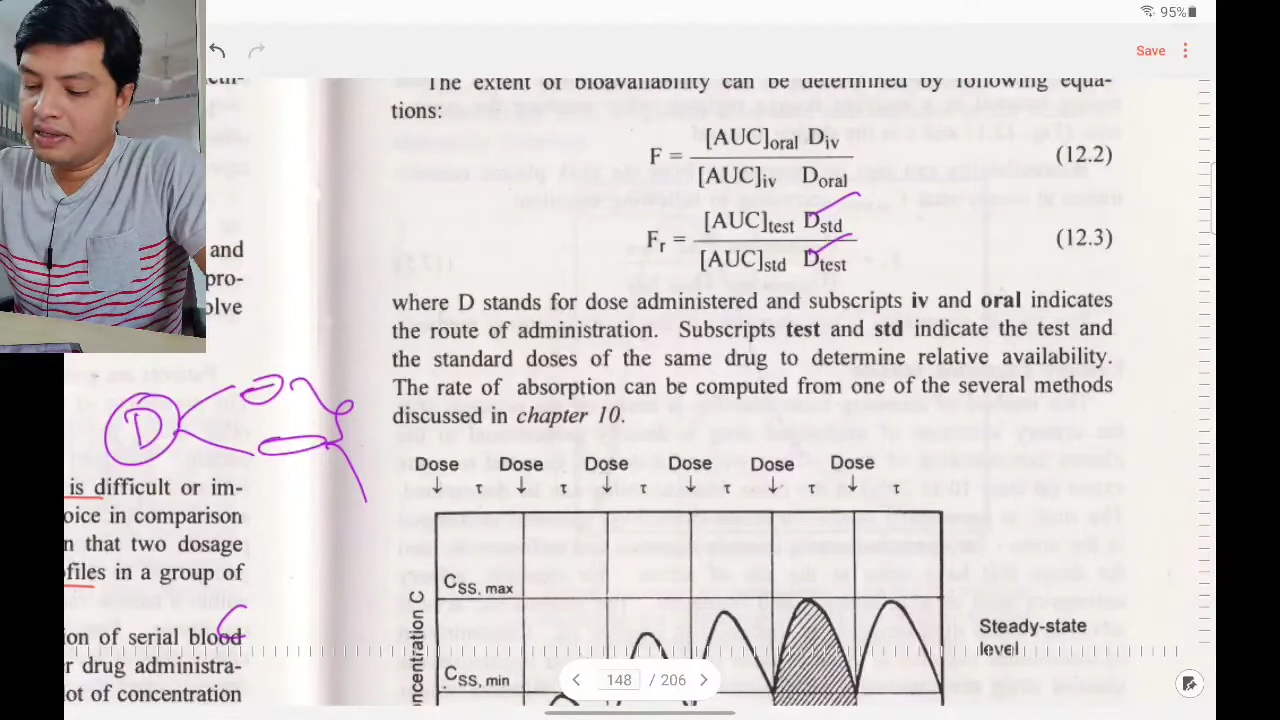 95%
Save
The extent of bioavailability can be determined by following equa-
tions:
F = [AUC]oral Div / [AUC]iv Doral (12.2)
Fr = [AUC]test Dstd / [AUC]std Dtest (12.3)
where D stands for dose administered and subscripts iv and oral indicates
the route of administration. Subscripts test and std indicate the test and
the standard doses of the same drug to determine relative availability.
The rate of absorption can be computed from one of the several methods
discussed in chapter 10.
and
pro-
olve
D
is difficult or im-
oice in comparison
n that two dosage
ofiles in a group of
C
ion of serial blood
er drug administra-
lot of concentration
Dose Dose Dose Dose Dose Dose
τ τ τ τ τ τ
CSS, max
CSS, min
oncentration C
Steady-state
level
148 / 206